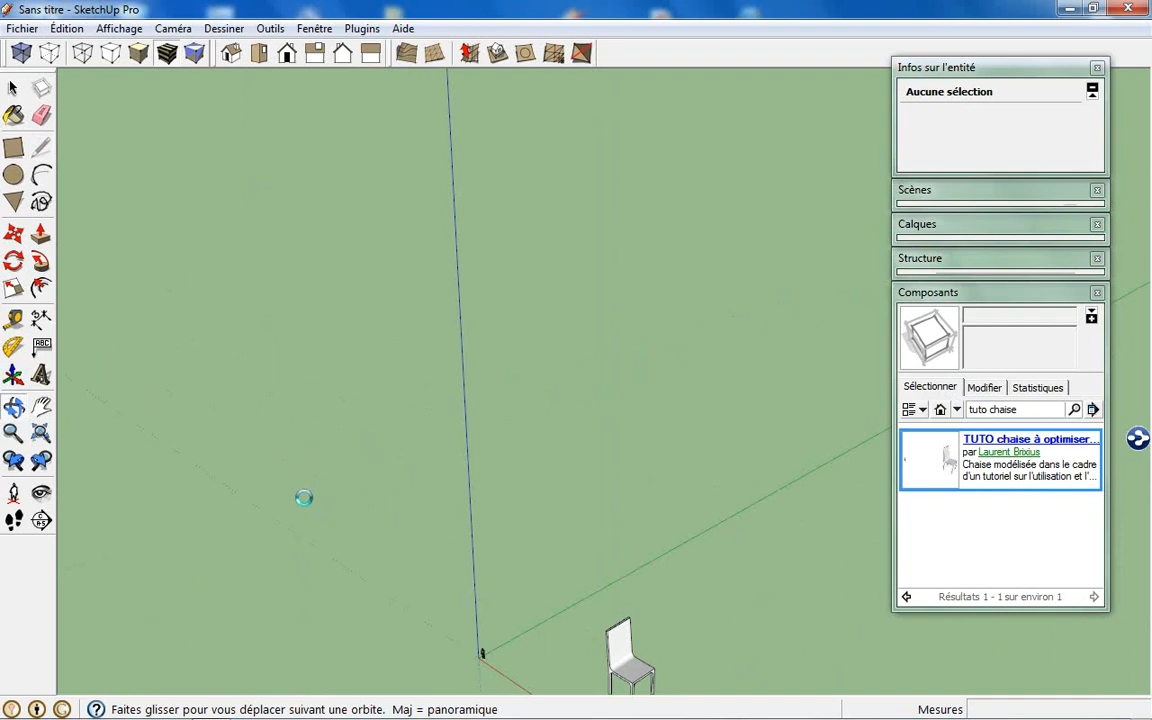 Sans titre - SketchUp Pro
Fichier Édition Affichage Caméra Dessiner Outils Fenêtre Plugins Aide
Infos sur l'entité
Aucune sélection
Scènes
Calques
Structure
Composants
Sélectionner Modifier Statistiques
tuto chaise
TUTO chaise à optimiser...
par Laurent Brixius
Chaise modélisée dans le cadre
d'un tutoriel sur l'utilisation et l'...
Résultats 1 - 1 sur environ 1
ABC
Faites glisser pour vous déplacer suivant une orbite. Maj = panoramique
Mesures